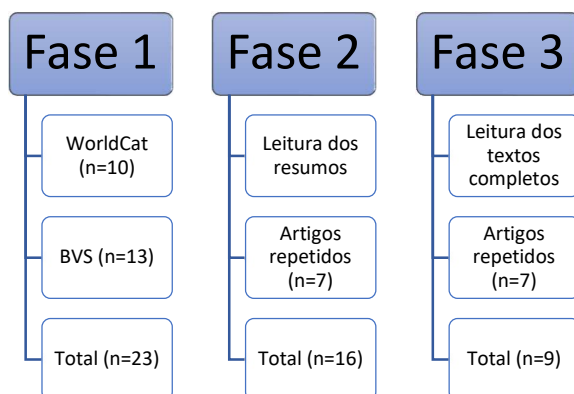 Fase 1
WorldCat
(n=10)
BVS (n=13)
Total (n=23)
Fase 2
Leitura dos
resumos
Artigos
repetidos
(n=7)
Total (n=16)
Fase 3
Leitura dos
textos
completos
Artigos
repetidos
(n=7)
Total (n=9)